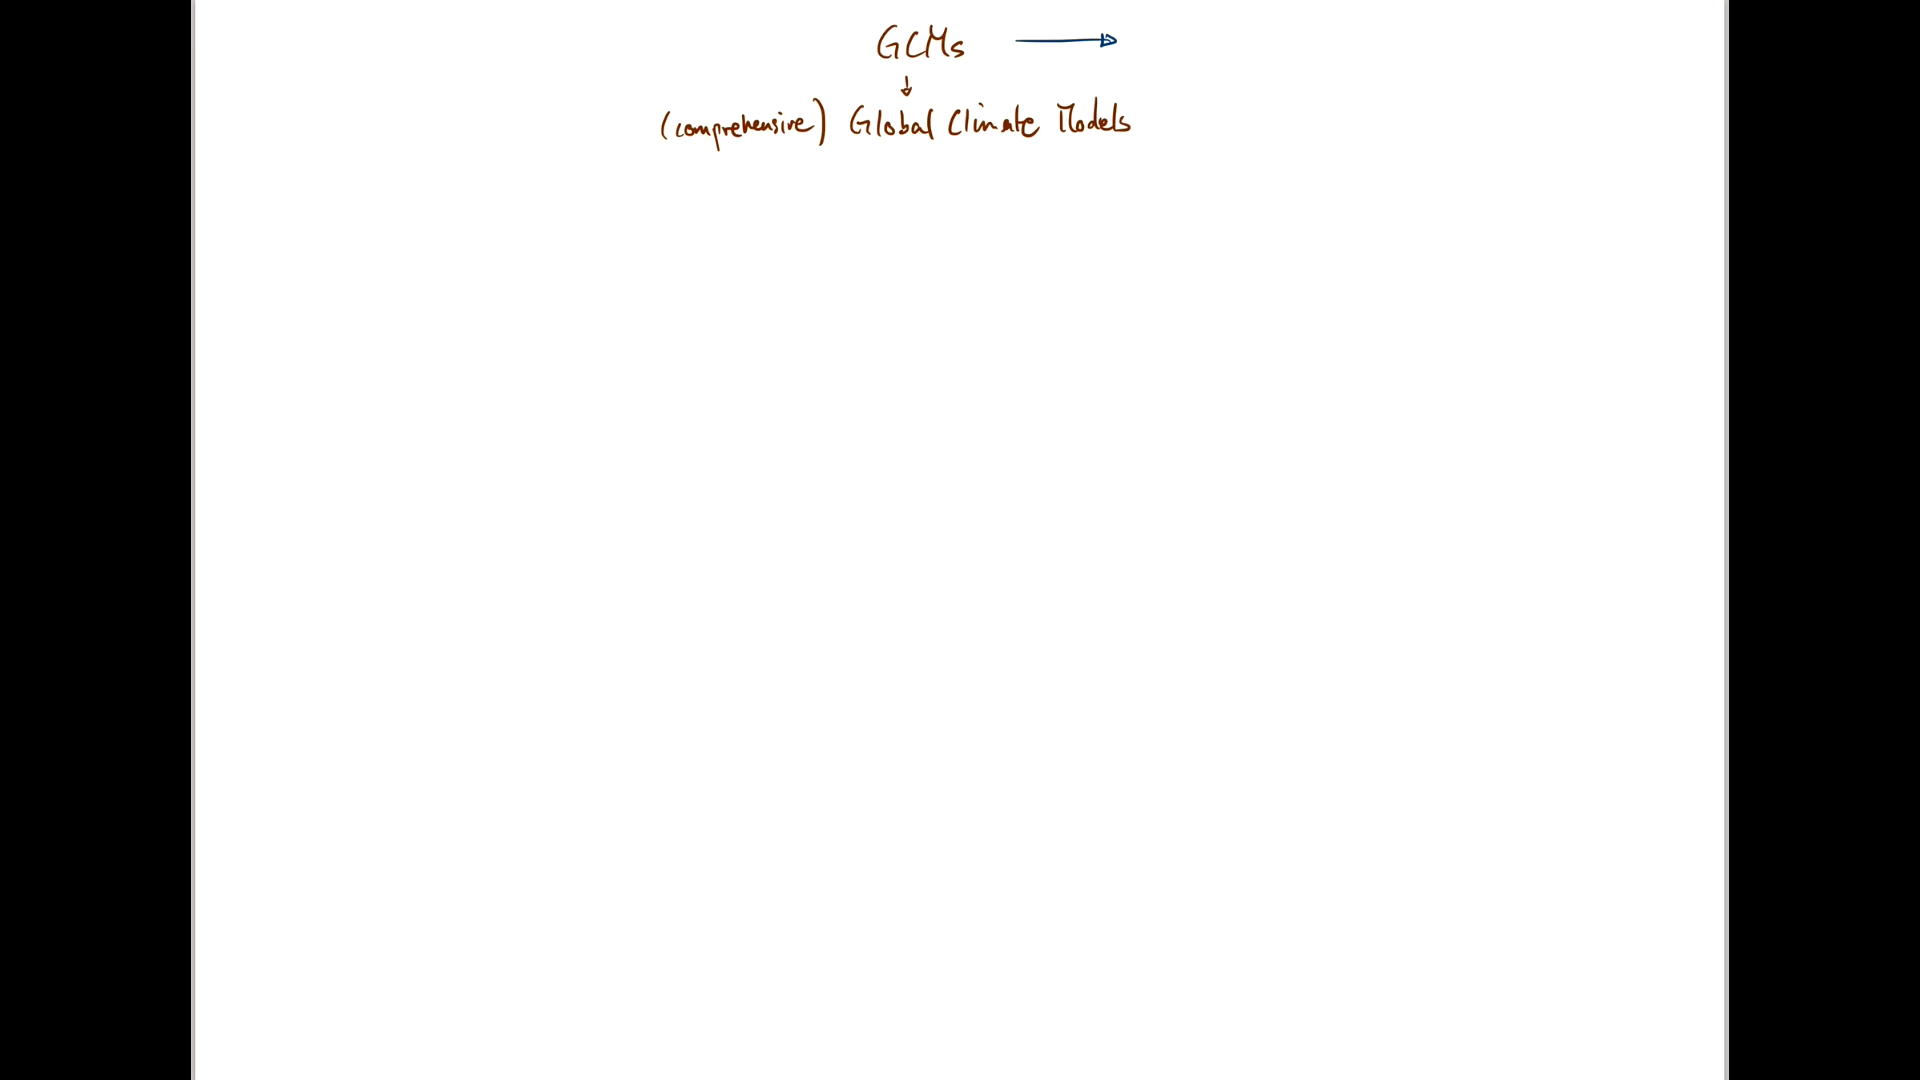 GCMs →
↓
(comprehensive) Global Climate Models